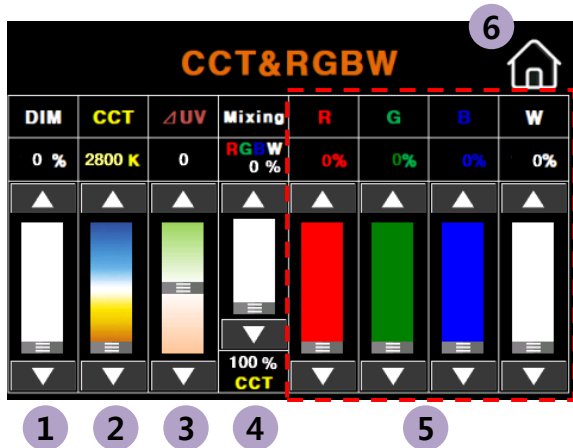 6
CCT&RGBW
DIM CCT ⊿UV Mixing R G B W
0 % 2800 K 0 RGBW 0 % 0% 0% 0% 0%
100 %
CCT
1 2 3 4 5